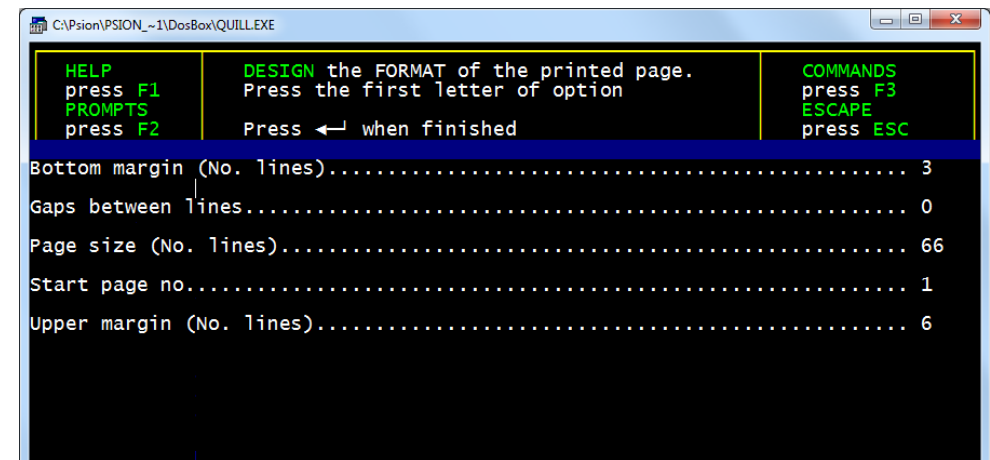 C:\Psion\PSION_~1\DosBox\QUILL.EXE
HELP
press F1
PROMPTS
press F2
DESIGN the FORMAT of the printed page.
Press the first letter of option
Press ←┘ when finished
COMMANDS
press F3
ESCAPE
press ESC
Bottom margin (No. lines)................................................. 3
Gaps between lines........................................................ 0
Page size (No. lines)..................................................... 66
Start page no............................................................. 1
Upper margin (No. lines).................................................. 6